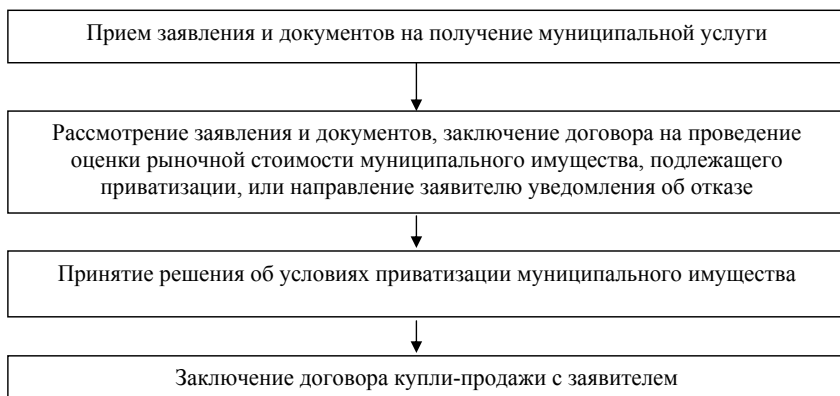 Прием заявления и документов на получение муниципальной услуги
Рассмотрение заявления и документов, заключение договора на проведение
оценки рыночной стоимости муниципального имущества, подлежащего
приватизации, или направление заявителю уведомления об отказе
Принятие решения об условиях приватизации муниципального имущества
Заключение договора купли-продажи с заявителем